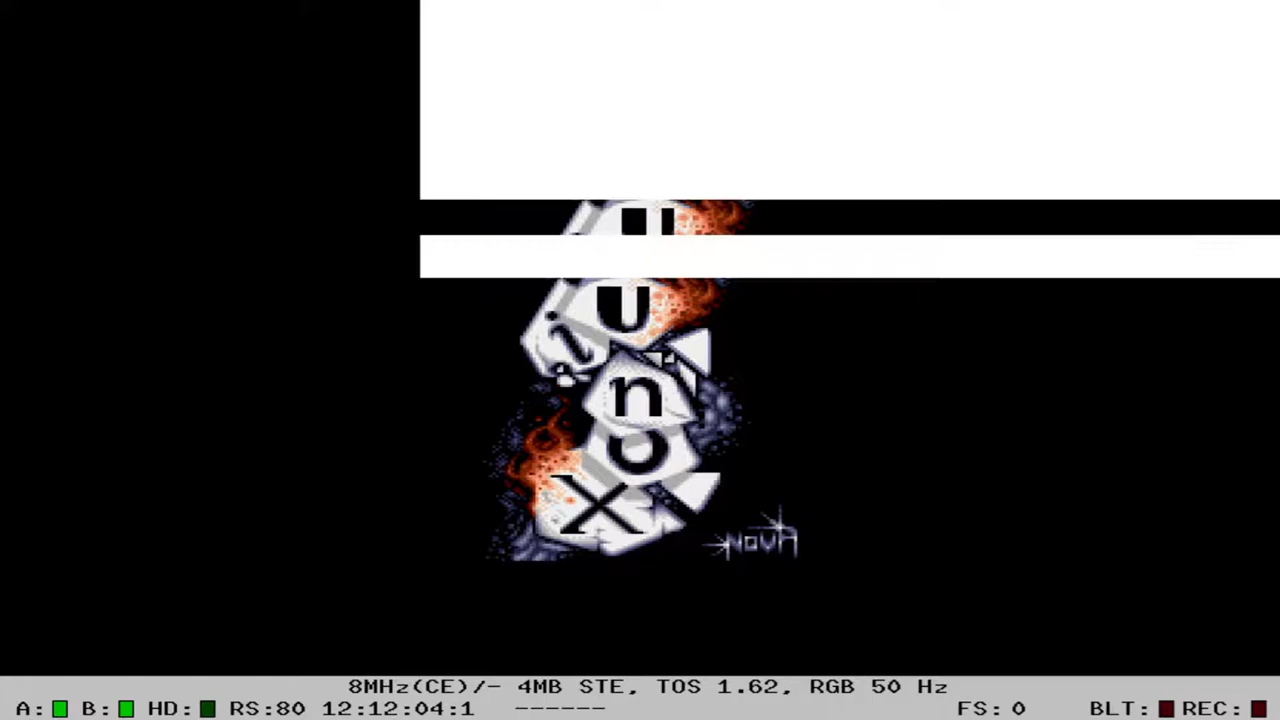 u
i u
n
o
X
NovA
8MHz(CE)/- 4MB STE, TOS 1.62, RGB 50 Hz
A: B: HD: RS:80 12:12:04:1 ------ FS: 0 BLT: REC: